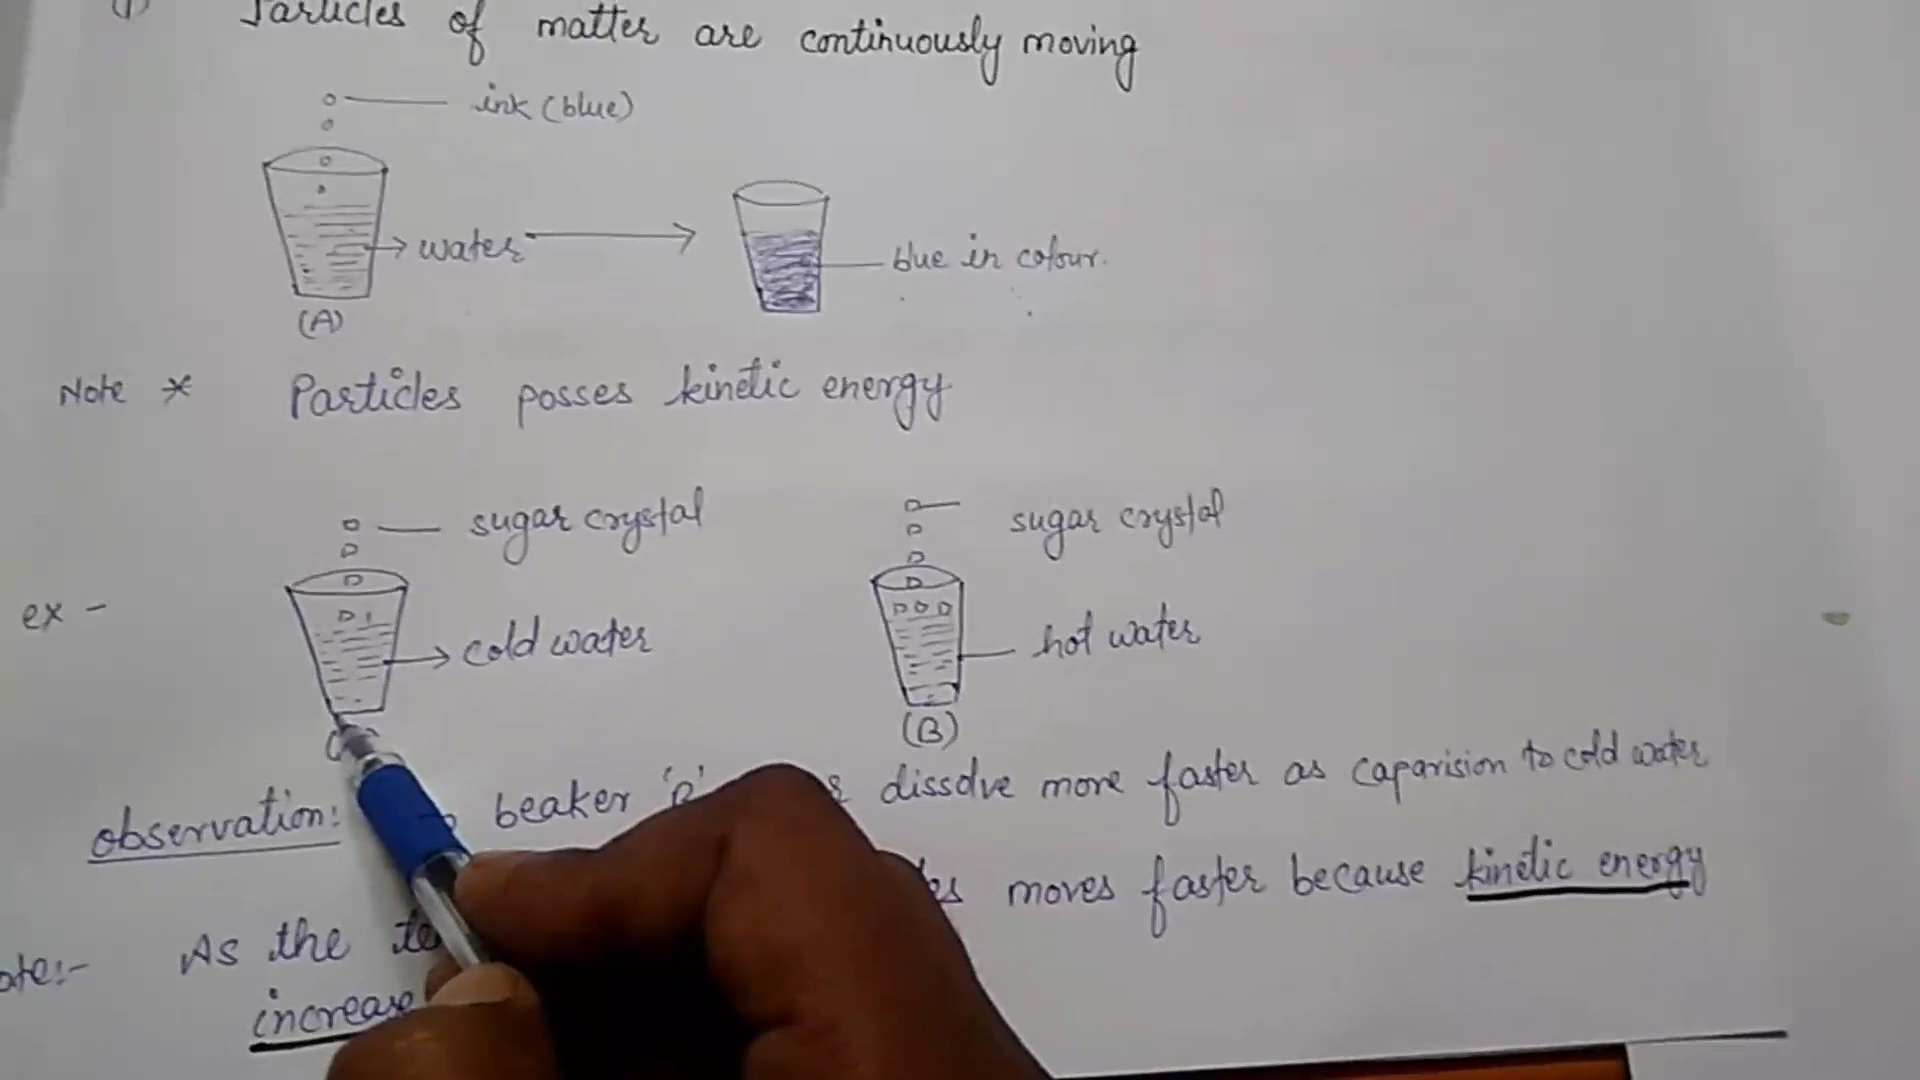 Particles of matter are continuously moving
ink (blue)
water
blue in colour.
(A)
Note * Particles posses kinetic energy
sugar crystal
sugar crystal
ex -
cold water
hot water
(B)
observation: beaker dissolve more faster as caparision to cold water
As the moves faster because kinetic energy
increase